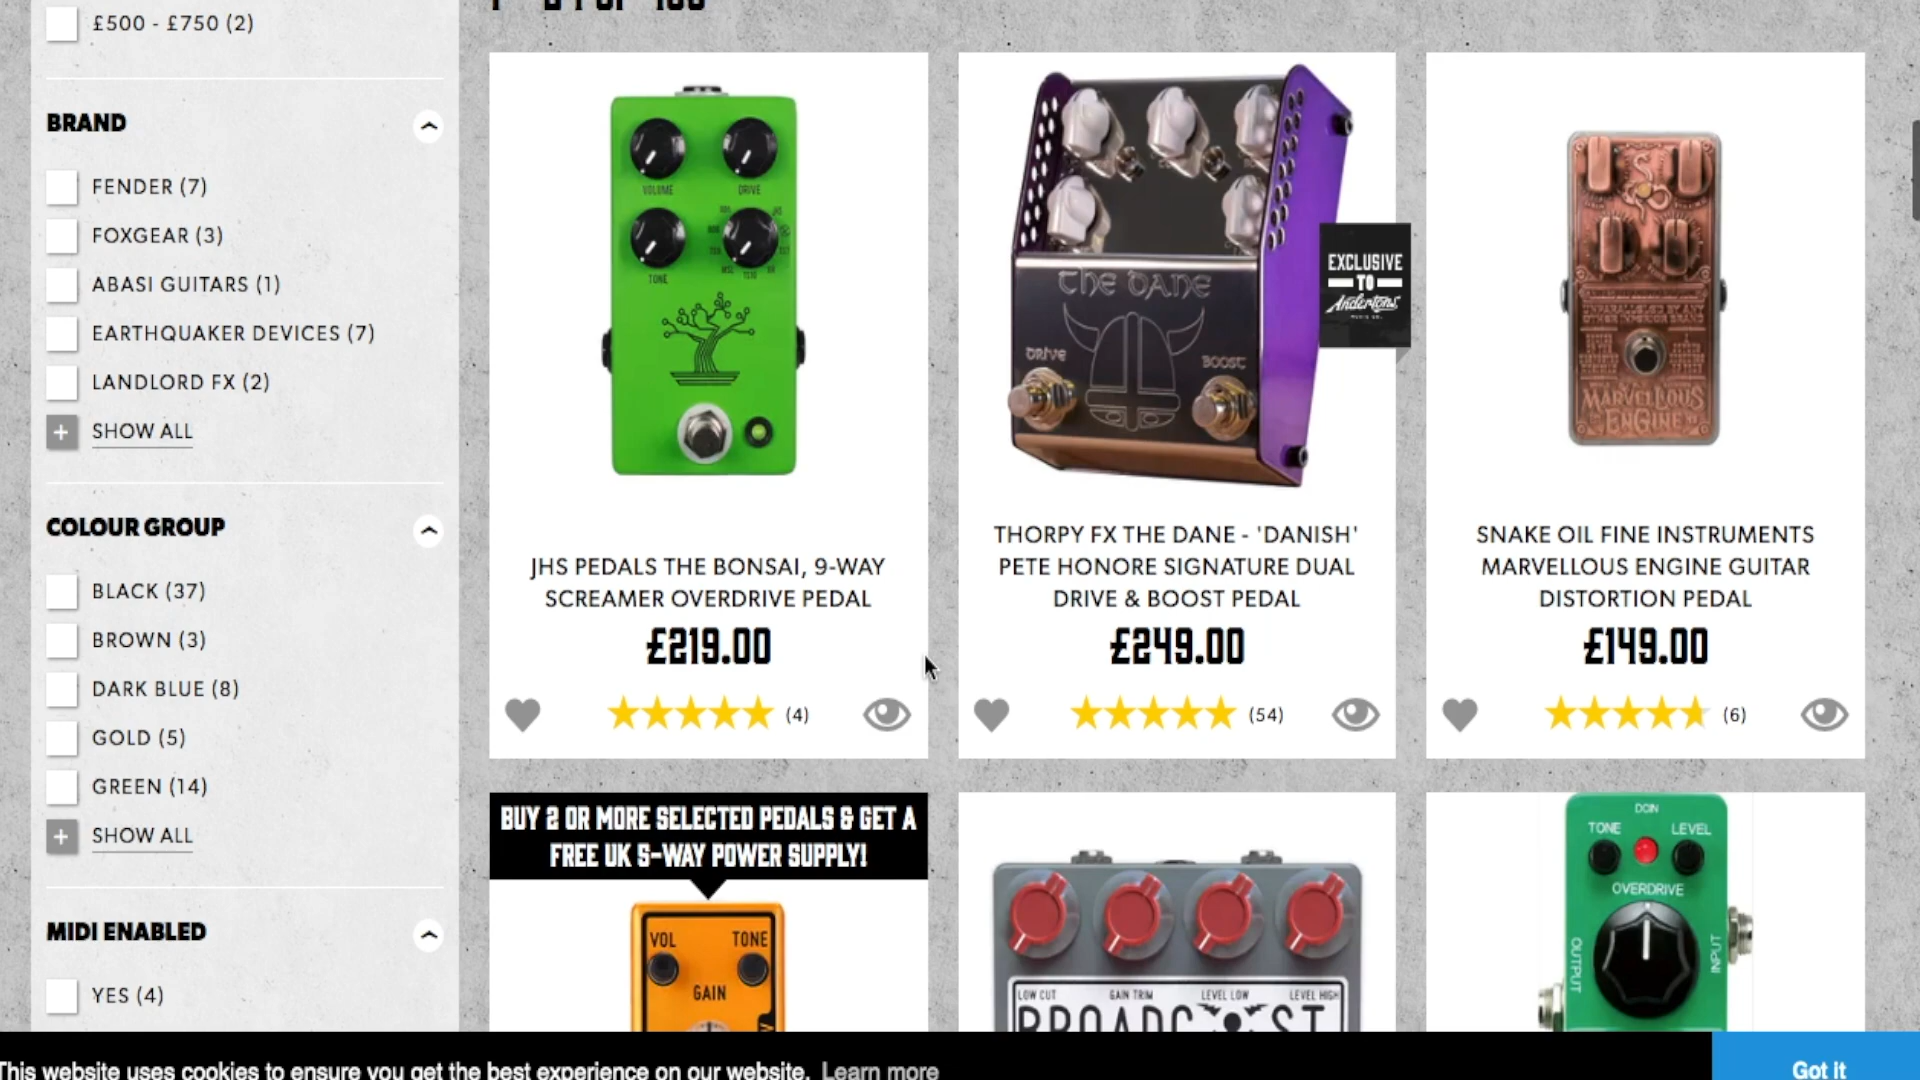 £500 - £750 (2)
BRAND
FENDER (7)
FOXGEAR (3)
ABASI GUITARS (1)
EARTHQUAKER DEVICES (7)
LANDLORD FX (2)
+ SHOW ALL
COLOUR GROUP
BLACK (37)
BROWN (3)
DARK BLUE (8)
GOLD (5)
GREEN (14)
+ SHOW ALL
MIDI ENABLED
YES (4)
VOLUME DRIVE
TONE
JHS PEDALS THE BONSAI, 9-WAY
SCREAMER OVERDRIVE PEDAL
£219.00
(4)
THE DANE
DRIVE
BOOST
EXCLUSIVE
TO
Andertons
MUSIC CO.
THORPY FX THE DANE - 'DANISH'
PETE HONORE SIGNATURE DUAL
DRIVE & BOOST PEDAL
£249.00
(54)
MARVELLOUS
ENGINE
SNAKE OIL FINE INSTRUMENTS
MARVELLOUS ENGINE GUITAR
DISTORTION PEDAL
£149.00
(6)
BUY 2 OR MORE SELECTED PEDALS & GET A
FREE UK 5-WAY POWER SUPPLY!
VOL TONE
GAIN
LOW CUT GAIN TRIM LEVEL LOW LEVEL HIGH
BROADCAST
DCIN
TONE LEVEL
OVERDRIVE
OUTPUT
INPUT
This website uses cookies to ensure you get the best experience on our website. Learn more
Got it